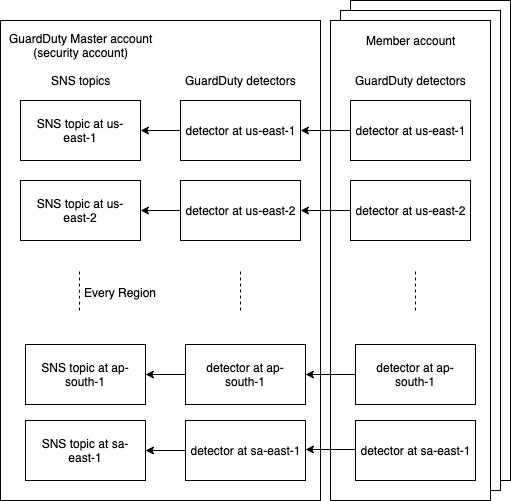 GuardDuty Master account
(security account)
Member account
SNS topics
GuardDuty detectors
GuardDuty detectors
SNS topic at us-
east-1
detector at us-east-1
detector at us-east-1
SNS topic at us-
east-2
detector at us-east-2
detector at us-east-2
Every Region
SNS topic at ap-
south-1
detector at ap-
south-1
detector at ap-
south-1
SNS topic at sa-
east-1
detector at sa-east-1
detector at sa-east-1